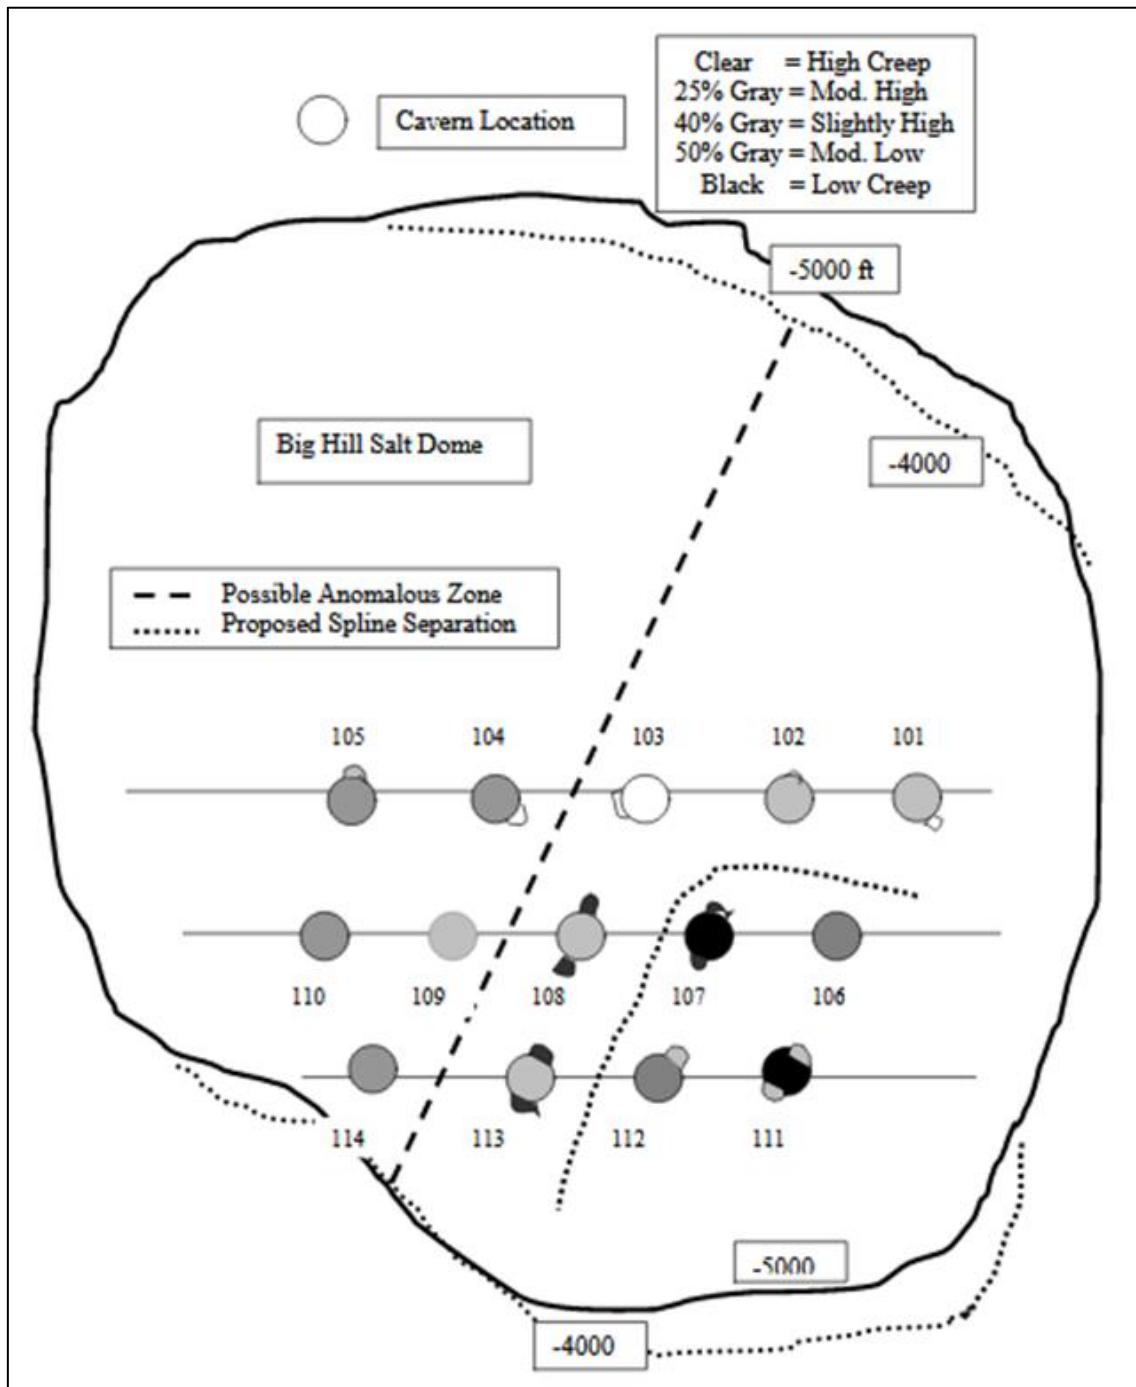 Clear = High Creep
25% Gray = Mod. High
Cavern Location
40% Gray = Slightly High
50% Gray = Mod. Low
Black = Low Creep
-5000 ft
Big Hill Salt Dome
-4000
Possible Anomalous Zone
Proposed Spline Separation
105 104 103 102 101
110 109 108 107 106
114 113 112 111
-5000
-4000